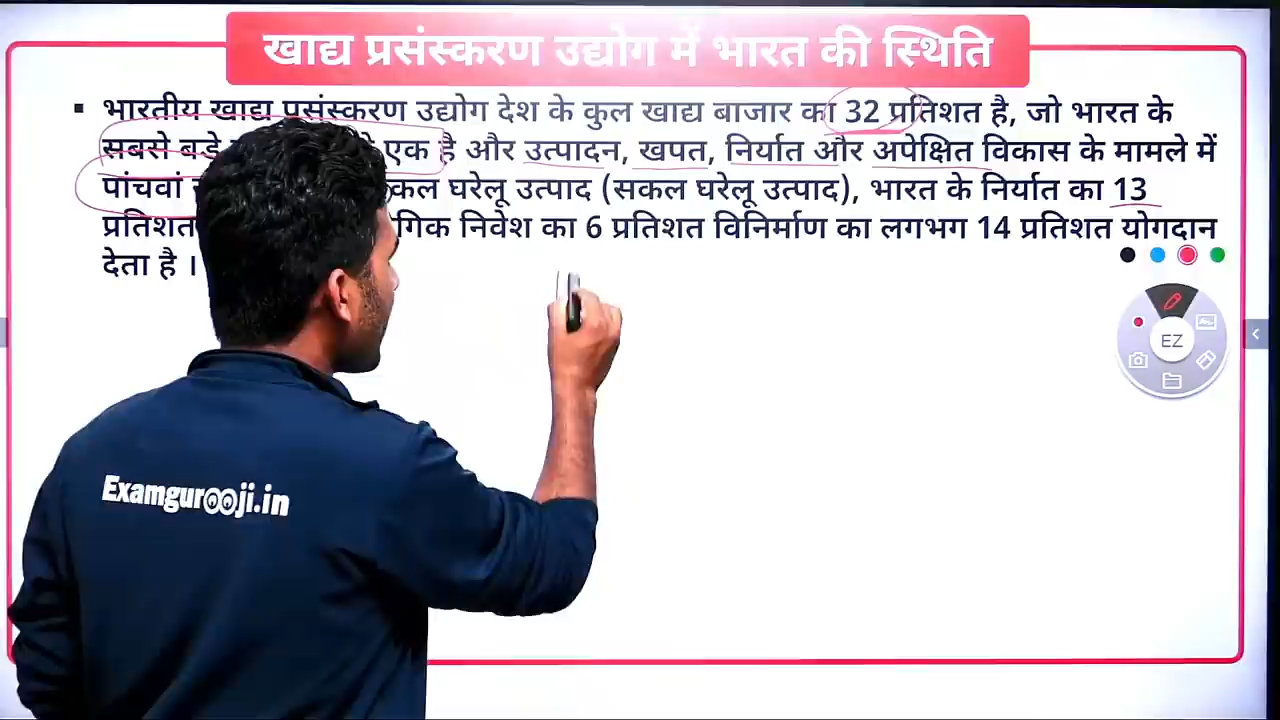 खाद्य प्रसंस्करण उद्योग में भारत की स्थिति
भारतीय खाद्य प्रसंस्करण उद्योग देश के कुल खाद्य बाजार का 32 प्रतिशत है, जो भारत के
सबसे बड़े एक है और उत्पादन, खपत, निर्यात और अपेक्षित विकास के मामले में
पांचवां घरेलू उत्पाद (सकल घरेलू उत्पाद), भारत के निर्यात का 13
प्रतिशत निवेश का 6 प्रतिशत विनिर्माण का लगभग 14 प्रतिशत योगदान
देता है ।
EZ
Examgurooji.in